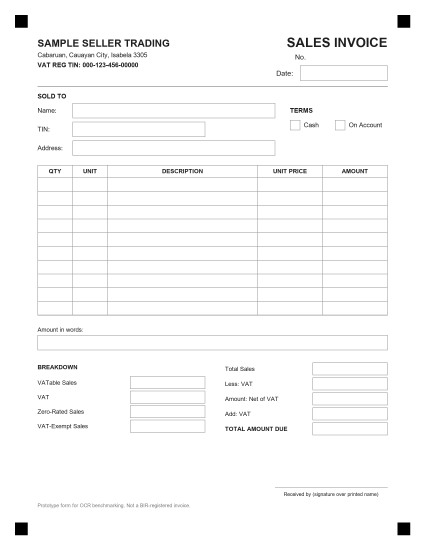 SAMPLE SELLER TRADING
SALES INVOICE
Cabaruan, Cauayan City, Isabela 3305
No.
VAT REG TIN: 000-123-456-00000
Date:
SOLD TO
Name:
TERMS
Cash
On Account
TIN:
Address:
QTY UNIT DESCRIPTION UNIT PRICE AMOUNT
Amount in words:
BREAKDOWN
Total Sales
VATable Sales
Less: VAT
VAT
Amount: Net of VAT
Zero-Rated Sales
Add: VAT
VAT-Exempt Sales
TOTAL AMOUNT DUE
Received by (signature over printed name)
Prototype form for OCR benchmarking. Not a BIR-registered invoice.